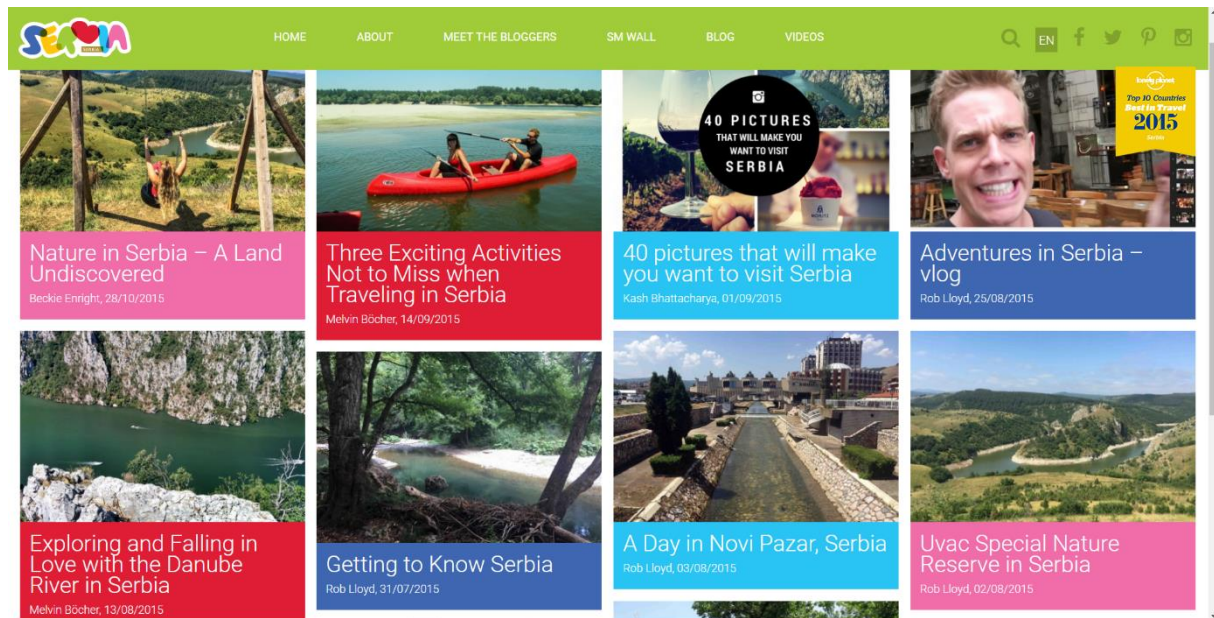 SERBIA
HOME
ABOUT
MEET THE BLOGGERS
SM WALL
BLOG
VIDEOS
EN
lonely planet
Top 10 Countries
Best in Travel
2015
Serbia
Nature in Serbia – A Land
Undiscovered
Beckie Enright, 28/10/2015
Three Exciting Activities
Not to Miss when
Traveling in Serbia
Melvin Böcher, 14/09/2015
40 PICTURES
THAT WILL MAKE YOU
WANT TO VISIT
SERBIA
40 pictures that will make
you want to visit Serbia
Kash Bhattacharya, 01/09/2015
Adventures in Serbia –
vlog
Rob Lloyd, 25/08/2015
Exploring and Falling in
Love with the Danube
River in Serbia
Melvin Böcher, 13/08/2015
Getting to Know Serbia
Rob Lloyd, 31/07/2015
A Day in Novi Pazar, Serbia
Rob Lloyd, 03/08/2015
Uvac Special Nature
Reserve in Serbia
Rob Lloyd, 02/08/2015